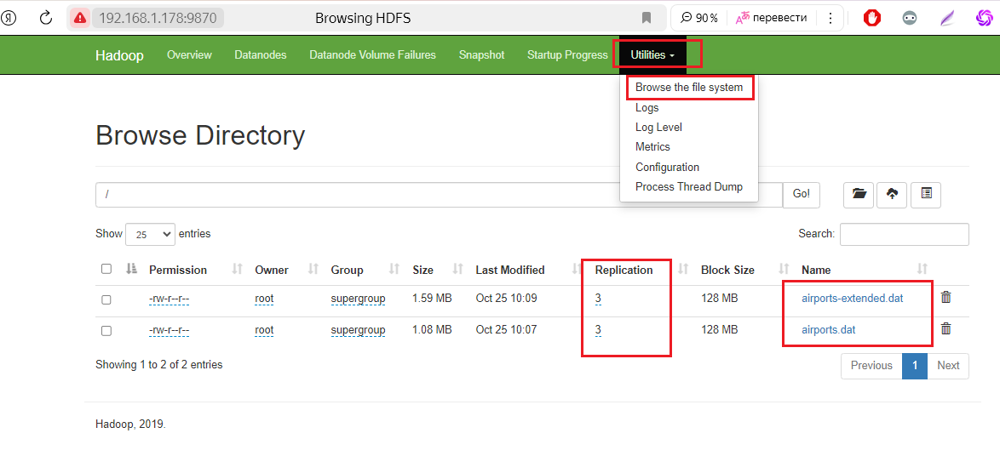 192.168.1.178:9870 Browsing HDFS 90% переводести
Hadoop Overview Datanodes Datanode Volume Failures Snapshot Startup Progress Utilities
Browse the file system
Logs
Log Level
Metrics
Configuration
Process Thread Dump
Browse Directory
/ Go!
Show 25 entries Search:
Permission Owner Group Size Last Modified Replication Block Size Name
-rw-r--r-- root supergroup 1.59 MB Oct 25 10:09 3 128 MB airports-extended.dat
-rw-r--r-- root supergroup 1.08 MB Oct 25 10:07 3 128 MB airports.dat
Showing 1 to 2 of 2 entries Previous 1 Next
Hadoop, 2019.